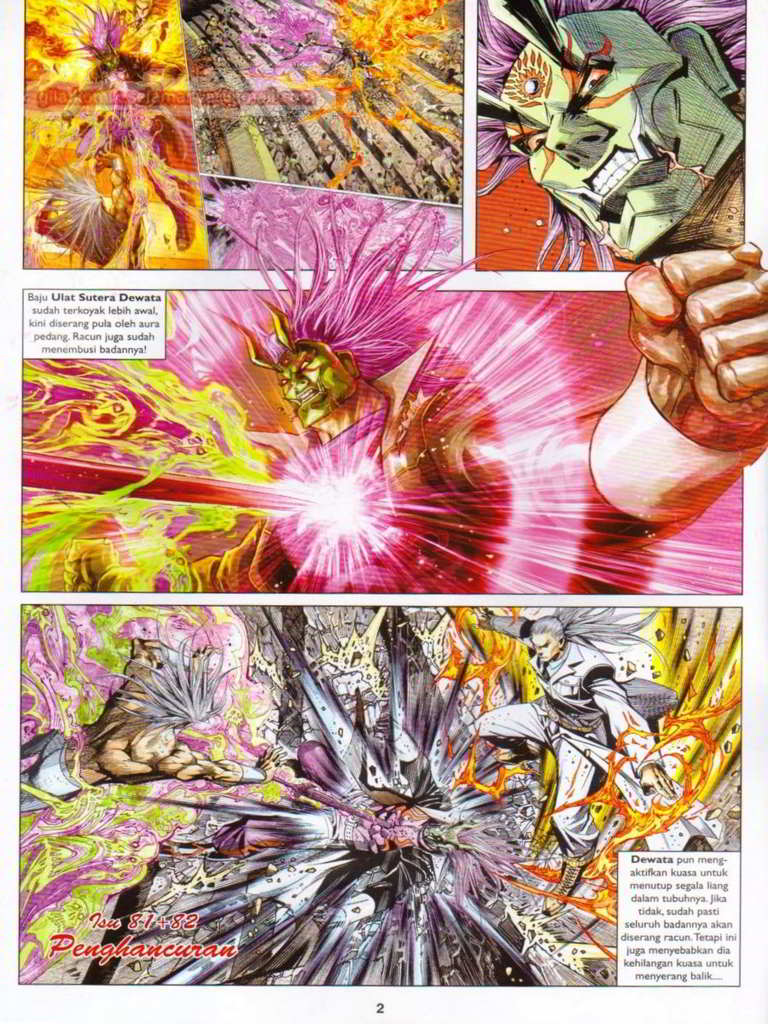 Baju Ulat Sutera Dewata
sudah terkoyak lebih awal,
kini diserang pula oleh aura
pedang. Racun juga sudah
menembusi badannya!
Isu 81+82
Penghancuran
Dewata pun meng-
aktifkan kuasa untuk
menutup segala liang
dalam tubuhnya. Jika
tidak, sudah pasti
seluruh badannya akan
diserang racun. Tetapi ini
juga menyebabkan dia
kehilangan kuasa untuk
menyerang balik....
2